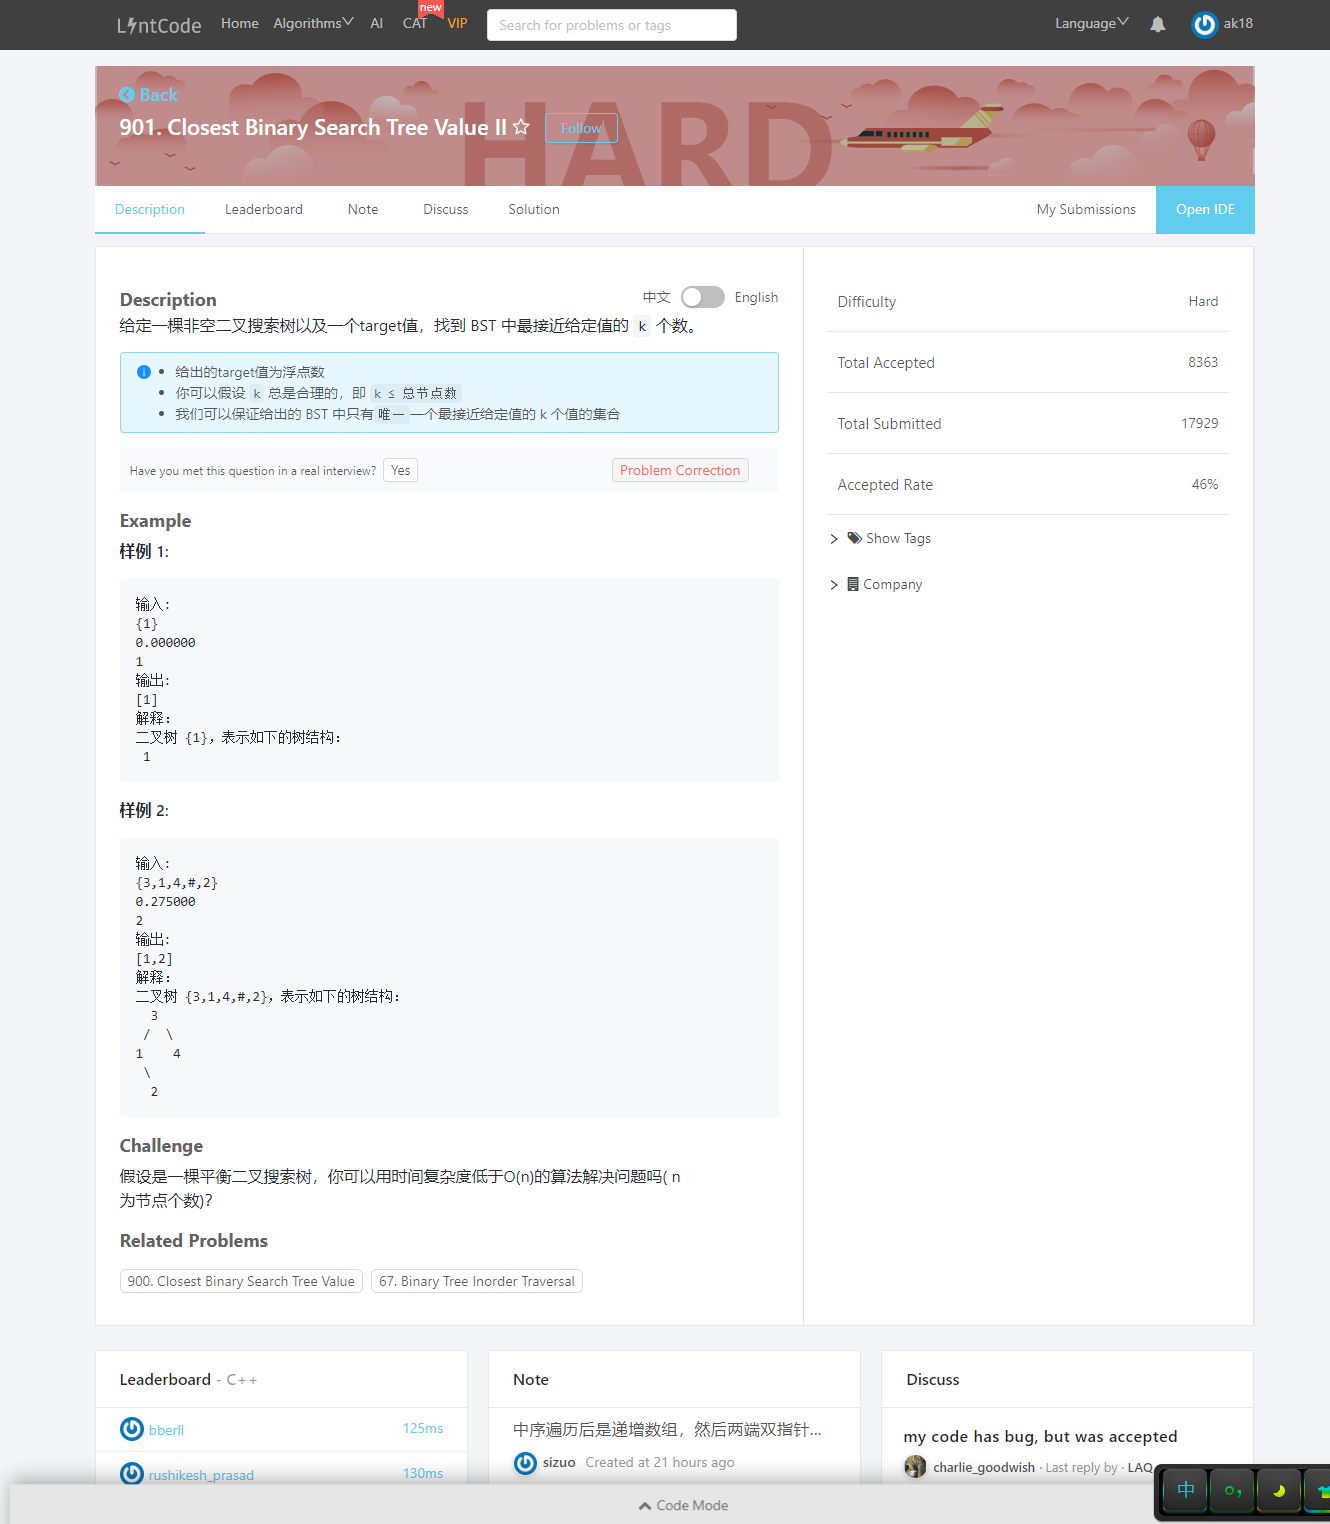 LintCode Home Algorithms AI CAT new VIP Search for problems or tags Language ak18
Back
HARD
901. Closest Binary Search Tree Value II Follow
Description Leaderboard Note Discuss Solution My Submissions Open IDE
Description 中文 English
给定一棵非空二叉搜索树以及一个target值，找到 BST 中最接近给定值的 k 个数。
给出的target值为浮点数
你可以假设 k 总是合理的，即 k ≤ 总节点数
我们可以保证给出的 BST 中只有唯一一个最接近给定值的 k 个值的集合
Have you met this question in a real interview? Yes Problem Correction
Example
样例 1:
输入:
{1}
0.000000
1
输出:
[1]
解释：
二叉树 {1}，表示如下的树结构：
1
样例 2:
输入:
{3,1,4,#,2}
0.275000
2
输出:
[1,2]
解释：
二叉树 {3,1,4,#,2}，表示如下的树结构：
3
/ \
1 4
\
2
Challenge
假设是一棵平衡二叉搜索树，你可以用时间复杂度低于O(n)的算法解决问题吗( n
为节点个数)？
Related Problems
900. Closest Binary Search Tree Value 67. Binary Tree Inorder Traversal
Difficulty Hard
Total Accepted 8363
Total Submitted 17929
Accepted Rate 46%
Show Tags
Company
Leaderboard - C++
bberll 125ms
rushikesh_prasad 130ms
Note
中序遍历后是递增数组，然后两端双指针...
sizuo Created at 21 hours ago
Discuss
my code has bug, but was accepted
charlie_goodwish · Last reply by · LAQ
Code Mode
中